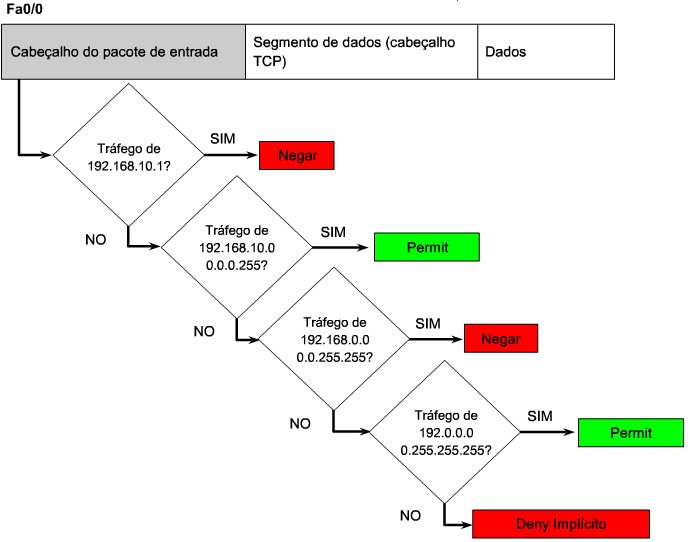 Fa0/0
Cabeçalho do pacote de entrada
Segmento de dados (cabeçalho
TCP)
Dados
Tráfego de
192.168.10.1?
SIM
Negar
NO
Tráfego de
192.168.10.0
0.0.0.255?
SIM
Permit
NO
Tráfego de
192.168.0.0
0.0.255.255?
SIM
Negar
NO
Tráfego de
192.0.0.0
0.255.255.255?
SIM
Permit
NO
Deny Implícito